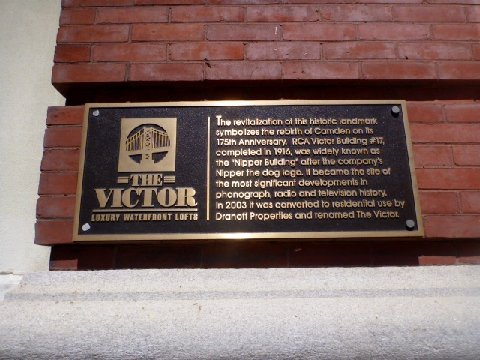 THE
VICTOR
LUXURY WATERFRONT LOFTS
The revitalization of this historic landmark
symbolizes the rebirth of Camden on its
175th Anniversary. RCA Victor Building #17,
completed in 1916, was widely known as
the "Nipper Building" after the company's
Nipper the dog logo. It became the site of
the most significant developments in
phonograph, radio and television history.
In 2003 it was converted to residential use by
Dranoff Properties and renamed The Victor.